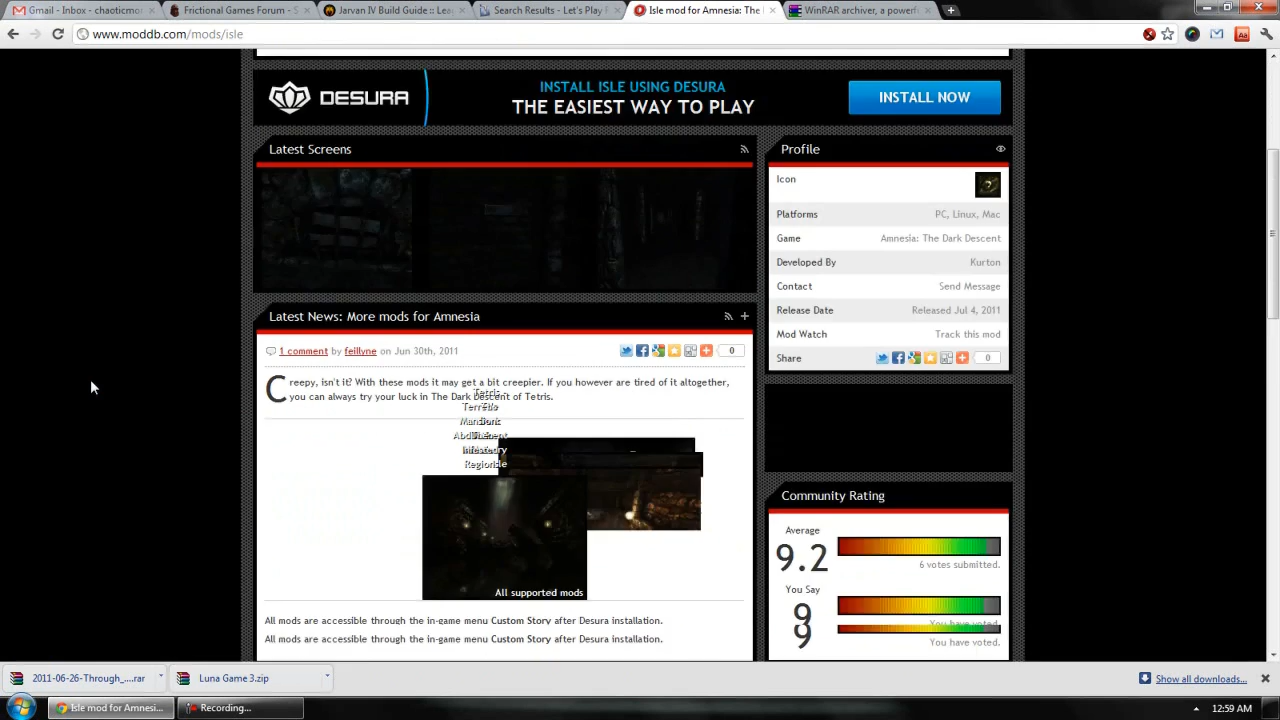 Gmail - Inbox - chaoticmo
Frictional Games Forum - S
Jarvan IV Build Guide :: Lea
Search Results - Let's Play F
Isle mod for Amnesia: The
WinRAR archiver, a powerf
www.moddb.com/mods/isle
DESURA
INSTALL ISLE USING DESURA
THE EASIEST WAY TO PLAY
INSTALL NOW
Latest Screens
Latest News: More mods for Amnesia
1 comment by feillyne on Jun 30th, 2011
0
Creepy, isn't it? With these mods it may get a bit creepier. If you however are tired of it altogether,
you can always try your luck in The Dark Descent of Tetris.
Tetris
Mansion:
Regions
All supported mods
All mods are accessible through the in-game menu Custom Story after Desura installation.
All mods are accessible through the in-game menu Custom Story after Desura installation.
Profile
Icon
Platforms PC, Linux, Mac
Game Amnesia: The Dark Descent
Developed By Kurton
Contact Send Message
Release Date Released Jul 4, 2011
Mod Watch Track this mod
Share 0
Community Rating
Average
9.2
6 votes submitted.
You Say
9
You have voted.
9
You have voted.
2011-06-26-Through_....rar
Luna Game 3.zip
Show all downloads...
Isle mod for Amnesi...
Recording...
12:59 AM